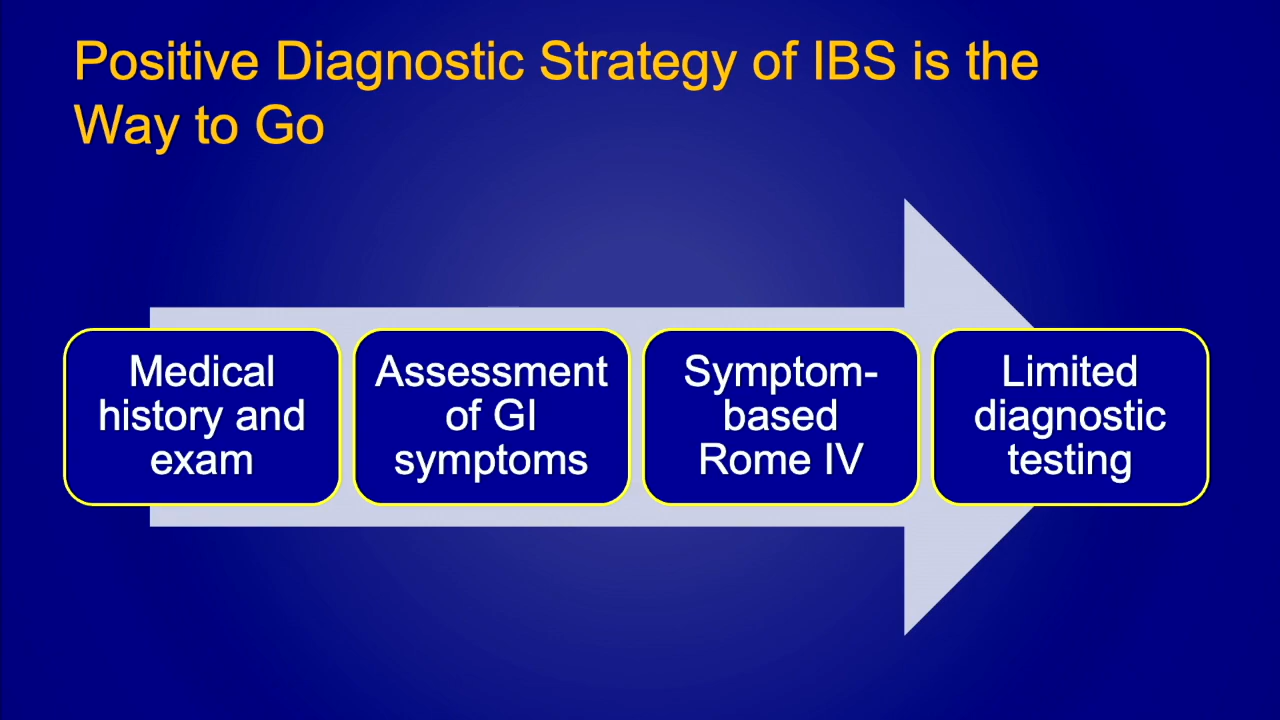 Positive Diagnostic Strategy of IBS is the
Way to Go
Medical
history and
exam
Assessment
of GI
symptoms
Symptom-
based
Rome IV
Limited
diagnostic
testing